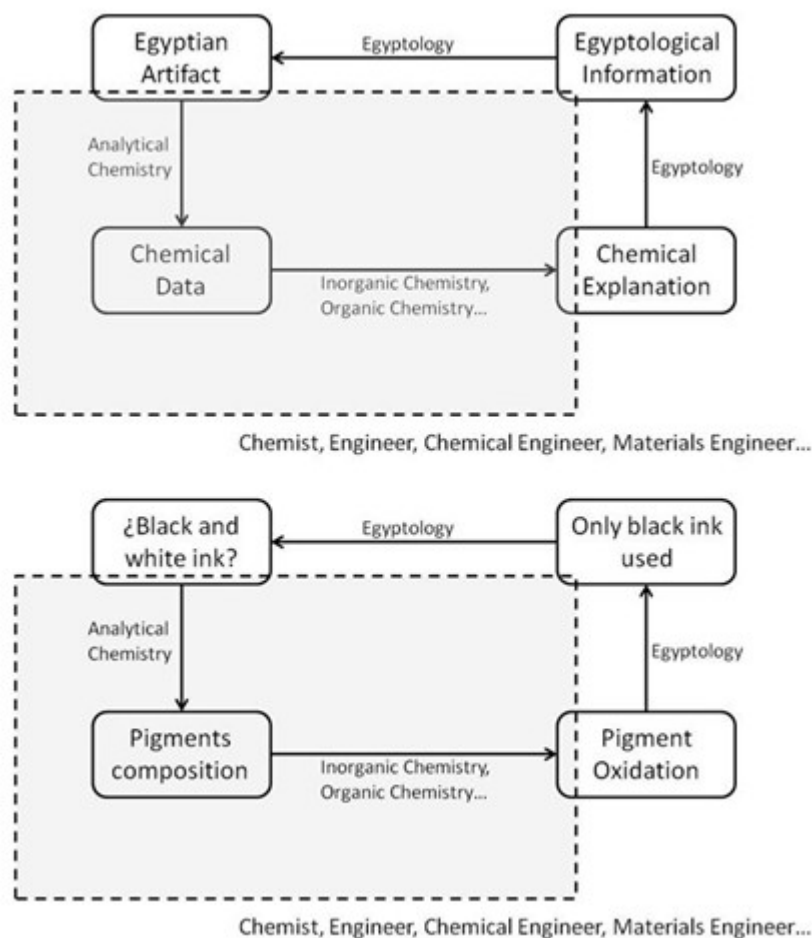 Egyptian
Artifact
Egyptology
Egyptological
Information
Analytical
Chemistry
Egyptology
Chemical
Data
Inorganic Chemistry,
Organic Chemistry...
Chemical
Explanation
Chemist, Engineer, Chemical Engineer, Materials Engineer...
¿Black and
white ink?
Egyptology
Only black ink
used
Analytical
Chemistry
Egyptology
Pigments
composition
Inorganic Chemistry,
Organic Chemistry...
Pigment
Oxidation
Chemist, Engineer, Chemical Engineer, Materials Engineer...